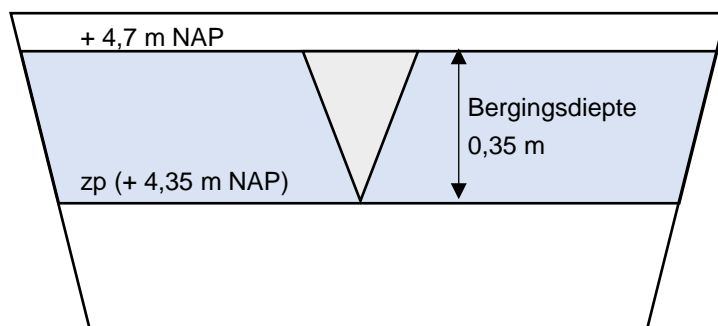 + 4,7 m NAP
Bergingsdiepte
0,35 m
zp (+ 4,35 m NAP)